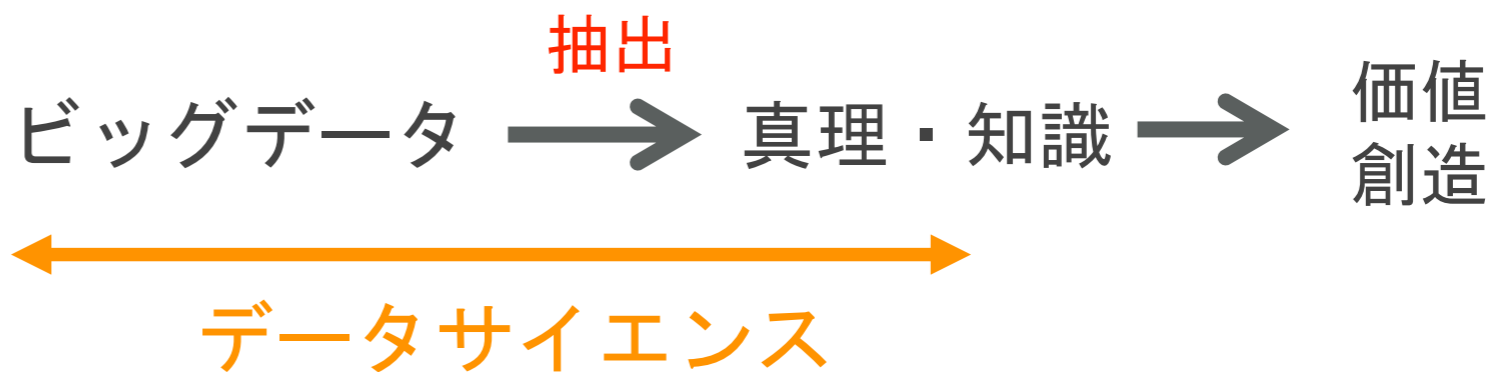 抽出
ビッグデータ
真理・知識
価値
創造
データサイエンス